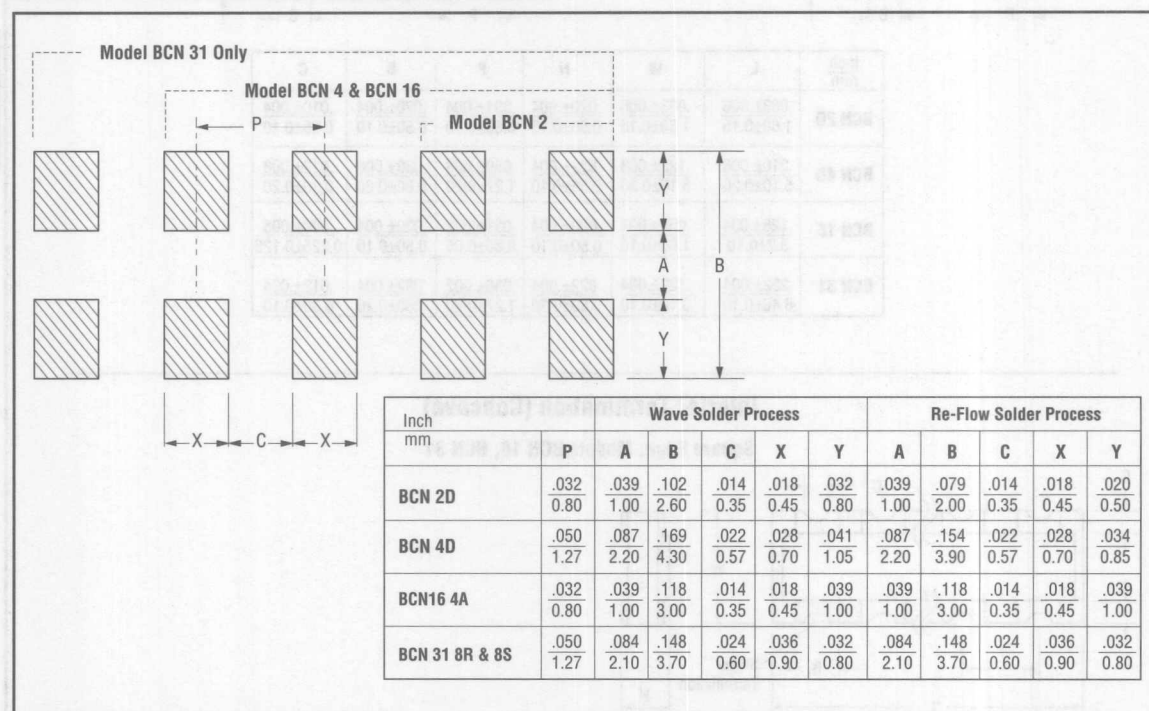 Model BCN 31 Only
Model BCN 4 & BCN 16
P
Model BCN 2
Y
A B
Y
X C X
Inch
mm Wave Solder Process Re-Flow Solder Process
P A B C X Y A B C X Y
BCN 2D .032 .039 .102 .014 .018 .032 .039 .079 .014 .018 .020
0.80 1.00 2.60 0.35 0.45 0.80 1.00 2.00 0.35 0.45 0.50
BCN 4D .050 .087 .169 .022 .028 .041 .087 .154 .022 .028 .034
1.27 2.20 4.30 0.57 0.70 1.05 2.20 3.90 0.57 0.70 0.85
BCN16 4A .032 .039 .118 .014 .018 .039 .039 .118 .014 .018 .039
0.80 1.00 3.00 0.35 0.45 1.00 1.00 3.00 0.35 0.45 1.00
BCN 31 8R & 8S .050 .084 .148 .024 .036 .032 .084 .148 .024 .036 .032
1.27 2.10 3.70 0.60 0.90 0.80 2.10 3.70 0.60 0.90 0.80